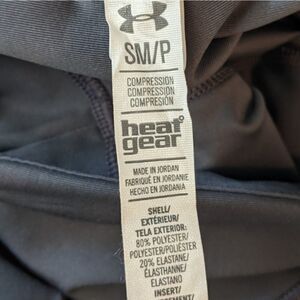 SM/P
COMPRESSION
COMPRESSION
COMPRESIÓN
heat
gear
MADE IN JORDAN
FABRIQUÉ EN JORDANIE
HECHO EN JORDANIA
SHELL/
EXTÉRIEUR/
TELA EXTERIOR:
80% POLYESTER/
POLYESTER/POLIÉSTER
20% ELASTANE/
ÉLASTHANNE/
ELASTANO
INSERT/